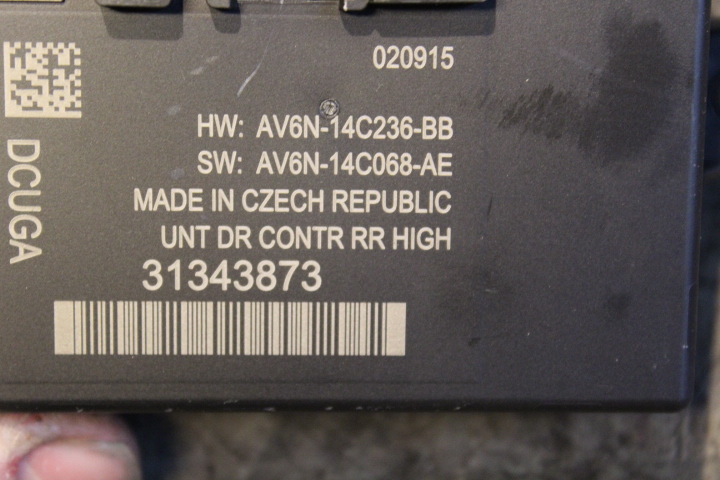 020915
HW: AV6N-14C236-BB
SW: AV6N-14C068-AE
MADE IN CZECH REPUBLIC
UNT DR CONTR RR HIGH
31343873
DCUGA